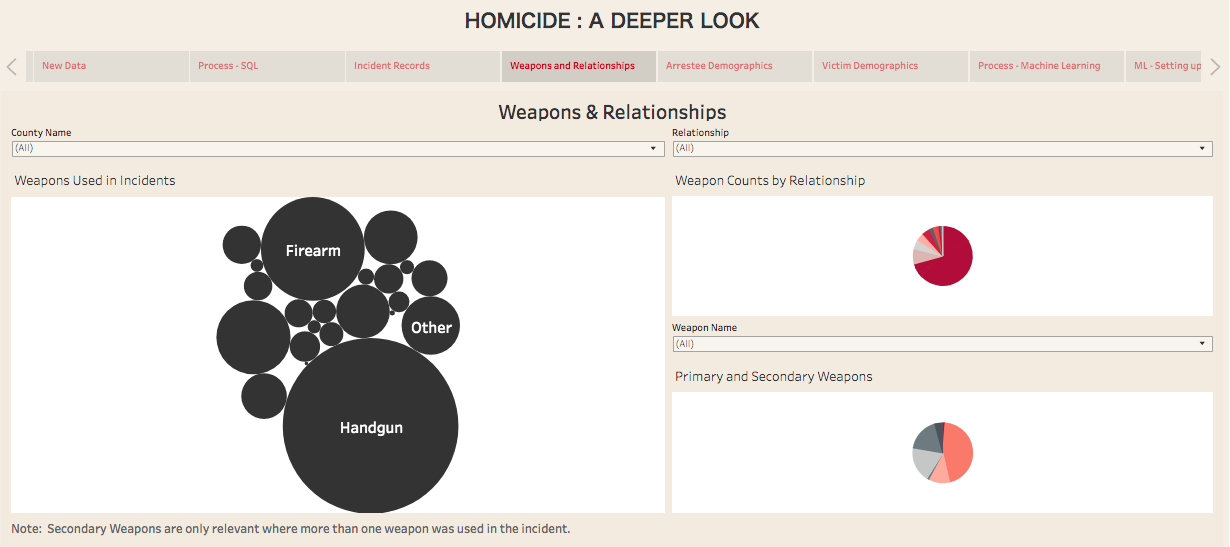 HOMICIDE : A DEEPER LOOK
New Data
Process - SQL
Incident Records
Weapons and Relationships
Arrestee Demographics
Victim Demographics
Process - Machine Learning
ML - Setting up
Weapons & Relationships
County Name
(All)
Relationship
(All)
Weapons Used in Incidents
Weapon Counts by Relationship
Firearm
Other
Handgun
Weapon Name
(All)
Primary and Secondary Weapons
Note:  Secondary Weapons are only relevant where more than one weapon was used in the incident.